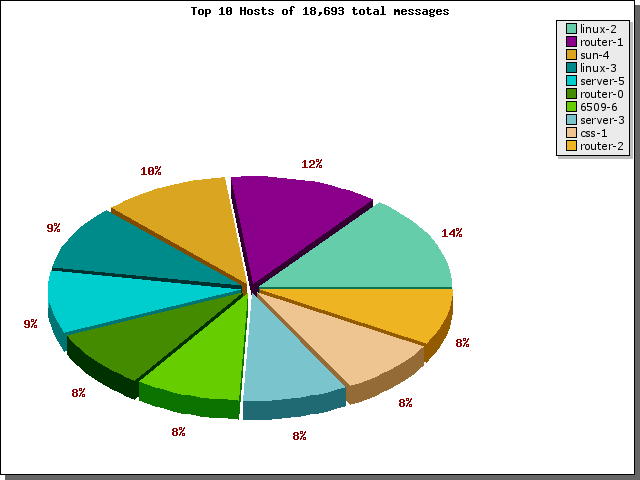 Top 10 Hosts of 18,693 total messages
linux-2
router-1
sun-4
linux-3
server-5
router-0
6509-6
server-3
css-1
router-2
12%
10%
9%
14%
9%
8%
8%
8%
8%
8%